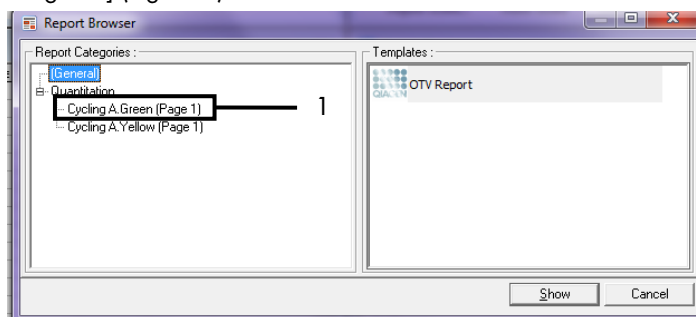 Report Browser
Report Categories :
(General)
Quantitation
Cycling A.Green (Page 1)
Cycling A.Yellow (Page 1)
1
Templates :
QIAGEN
OTV Report
Show
Cancel